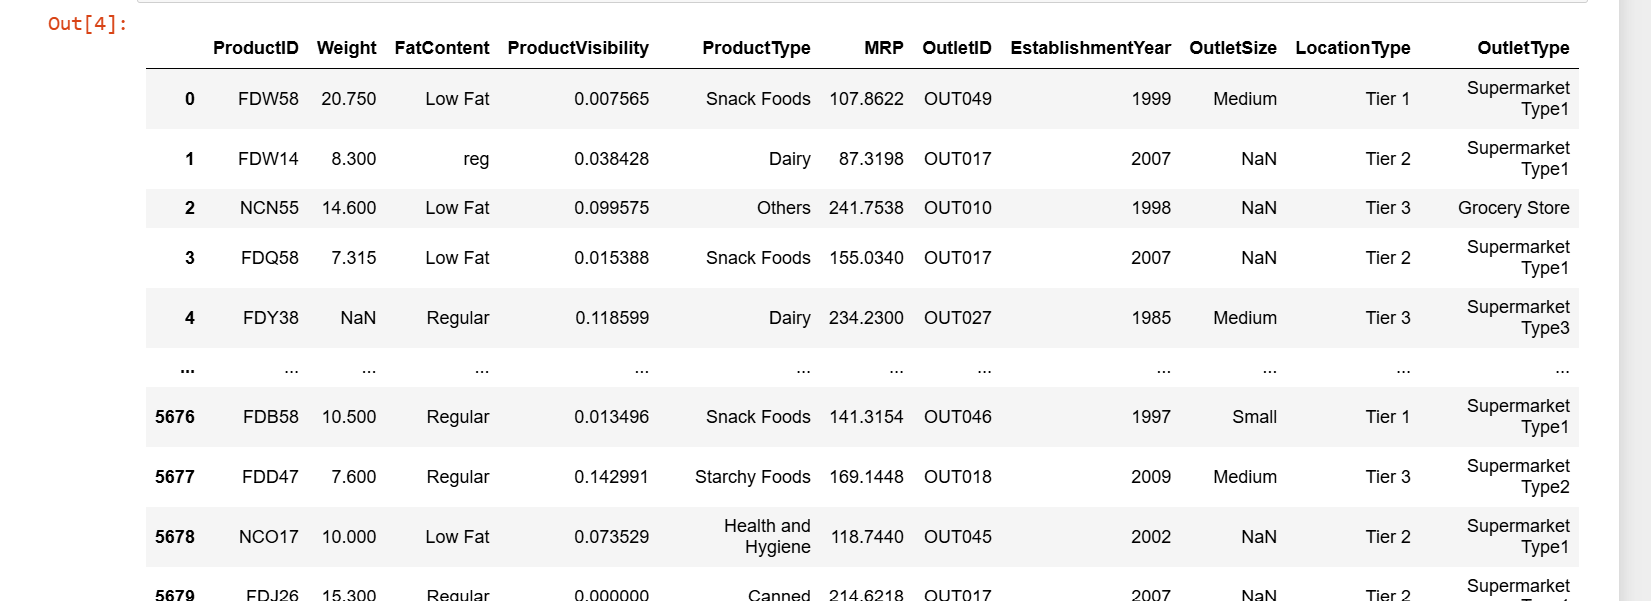 Out[4]:
ProductID Weight FatContent ProductVisibility ProductType MRP OutletID EstablishmentYear OutletSize LocationType OutletType
0 FDW58 20.750 Low Fat 0.007565 Snack Foods 107.8622 OUT049 1999 Medium Tier 1 Supermarket
Type1
1 FDW14 8.300 reg 0.038428 Dairy 87.3198 OUT017 2007 NaN Tier 2 Supermarket
Type1
2 NCN55 14.600 Low Fat 0.099575 Others 241.7538 OUT010 1998 NaN Tier 3 Grocery Store
3 FDQ58 7.315 Low Fat 0.015388 Snack Foods 155.0340 OUT017 2007 NaN Tier 2 Supermarket
Type1
4 FDY38 NaN Regular 0.118599 Dairy 234.2300 OUT027 1985 Medium Tier 3 Supermarket
Type3
... ... ... ... ... ... ... ... ... ... ... ...
5676 FDB58 10.500 Regular 0.013496 Snack Foods 141.3154 OUT046 1997 Small Tier 1 Supermarket
Type1
5677 FDD47 7.600 Regular 0.142991 Starchy Foods 169.1448 OUT018 2009 Medium Tier 3 Supermarket
Type2
5678 NCO17 10.000 Low Fat 0.073529 Health and
Hygiene 118.7440 OUT045 2002 NaN Tier 2 Supermarket
Type1
5679 FDJ26 15.300 Regular 0.000000 Canned 214.6218 OUT017 2007 NaN Tier 2 Supermarket